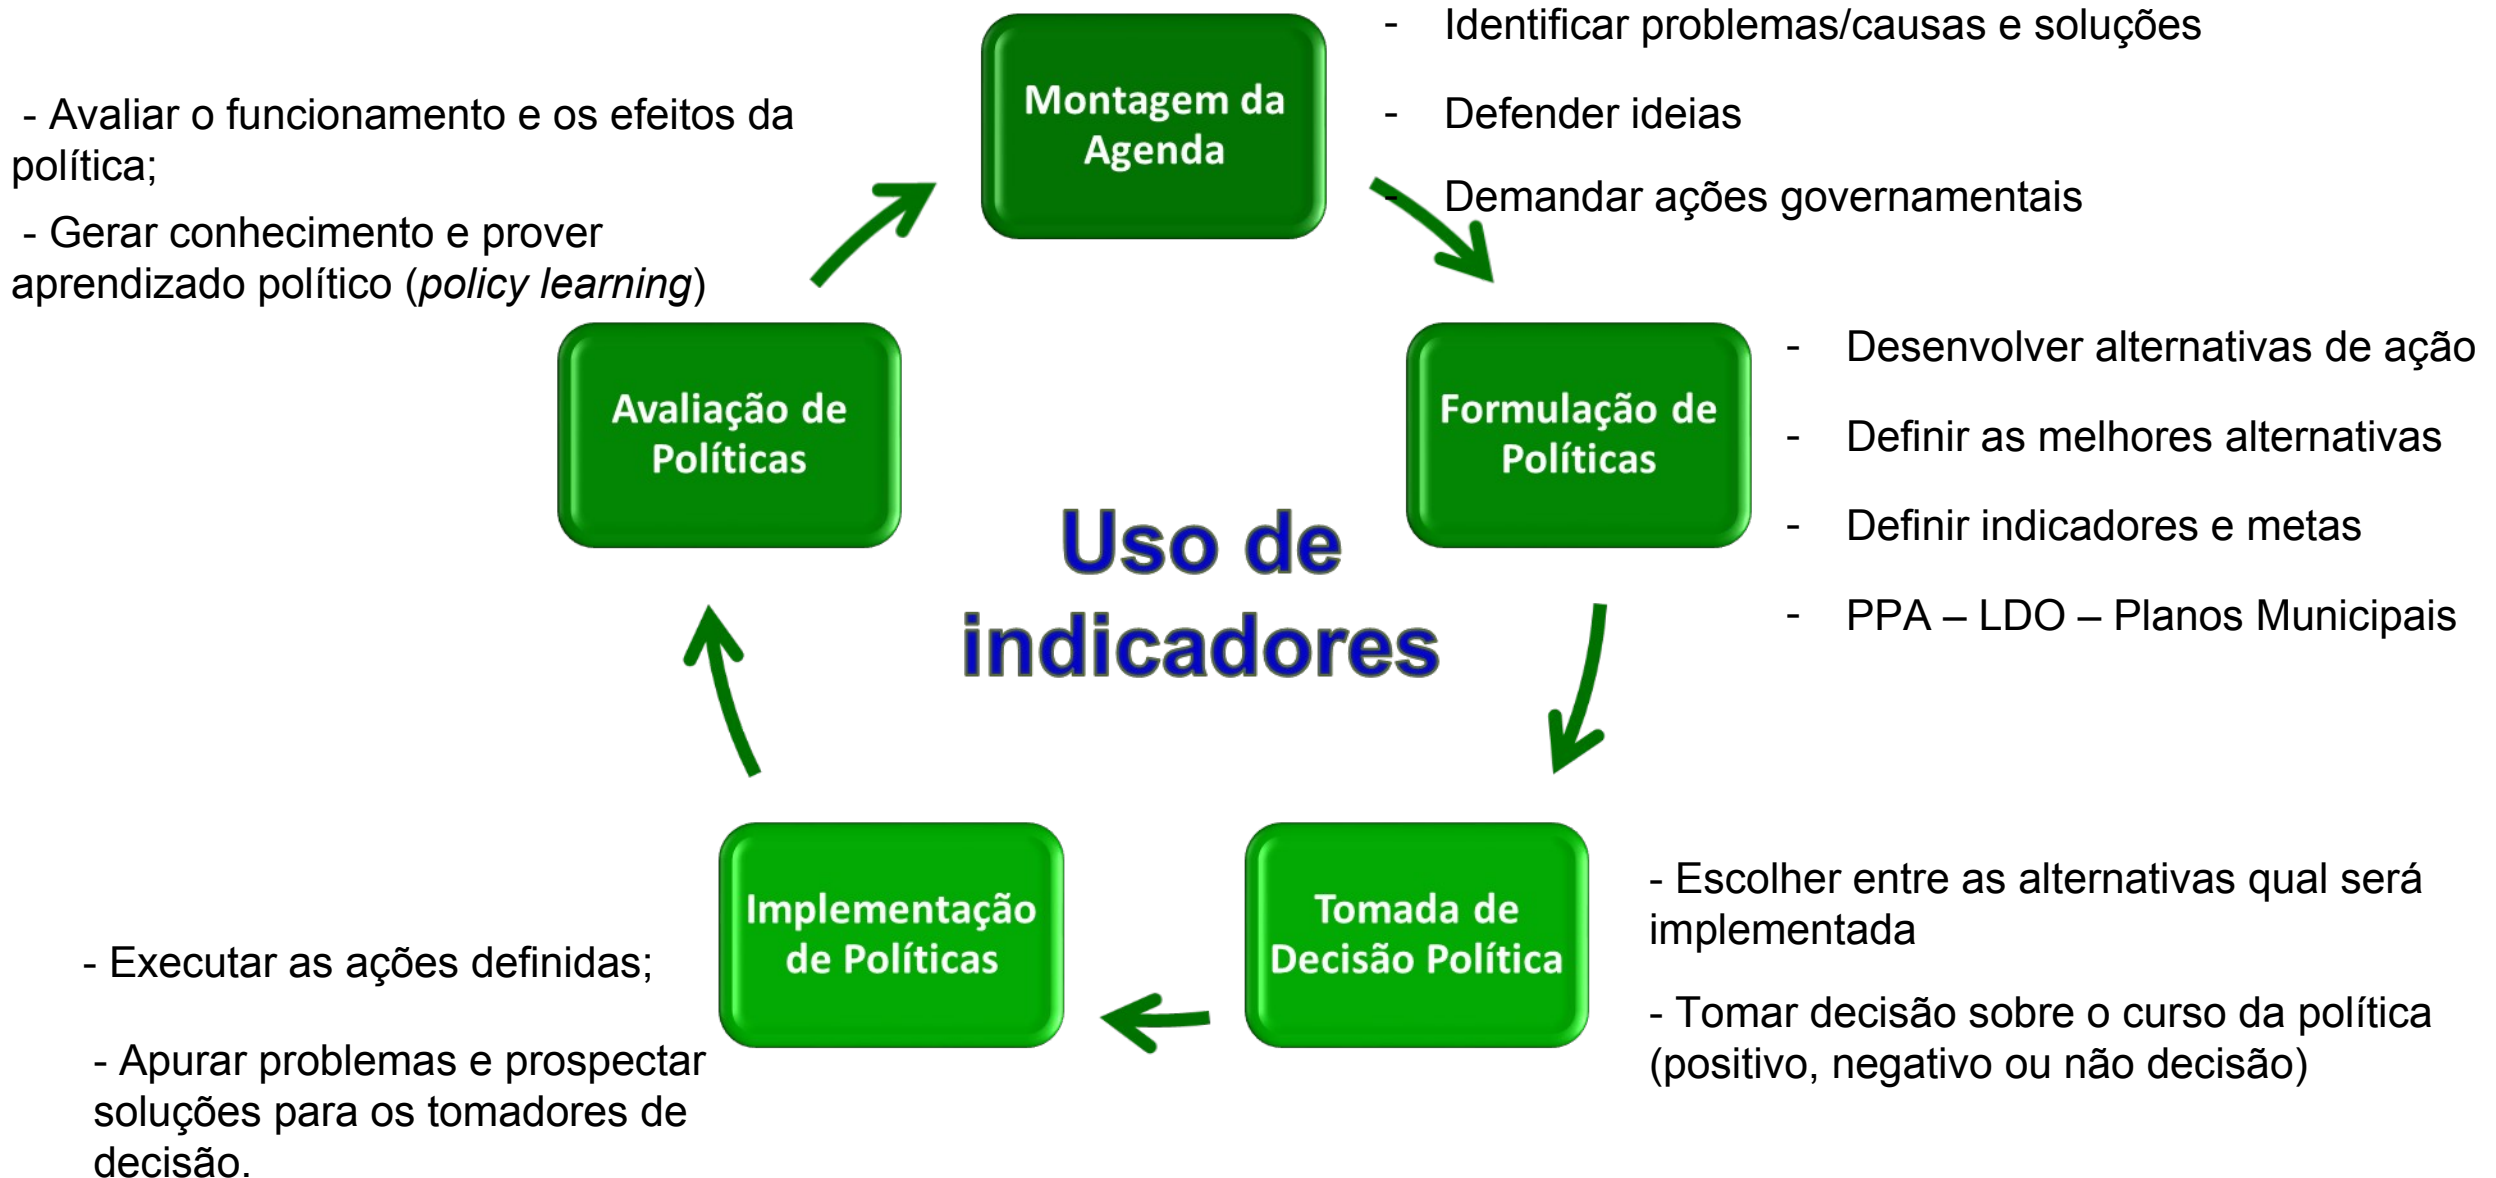 Montagem da
Agenda
- Identificar problemas/causas e soluções
- Defender ideias
- Demandar ações governamentais
Formulação de
Políticas
- Desenvolver alternativas de ação
- Definir as melhores alternativas
- Definir indicadores e metas
- PPA – LDO – Planos Municipais
Tomada de
Decisão Política
- Escolher entre as alternativas qual será
implementada
- Tomar decisão sobre o curso da política
(positivo, negativo ou não decisão)
Implementação
de Políticas
- Executar as ações definidas;
- Apurar problemas e prospectar
soluções para os tomadores de
decisão.
Avaliação de
Políticas
- Avaliar o funcionamento e os efeitos da
política;
- Gerar conhecimento e prover
aprendizado político (policy learning)
Uso de
indicadores